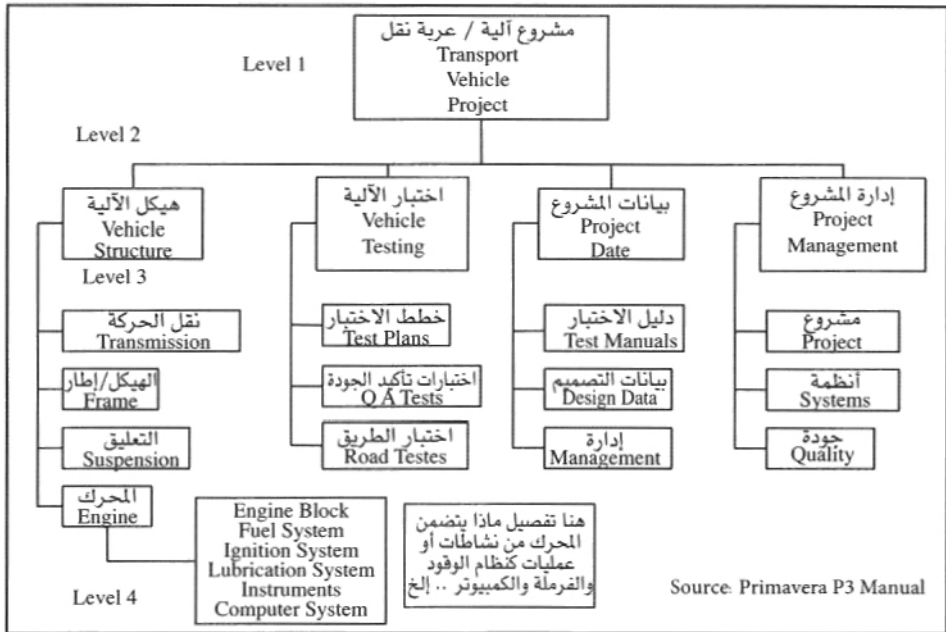 مشروع آلية / عربة نقل
Transport
Vehicle
Project
Level 1
Level 2
هيكل الآلية
Vehicle
Structure
اختبار الآلية
Vehicle
Testing
بيانات المشروع
Project
Date
إدارة المشروع
Project
Management
Level 3
نقل الحركة
Transmission
الهيكل/إطار
Frame
التعليق
Suspension
المحرك
Engine
خطط الاختبار
Test Plans
اختبارات تأكيد الجودة
Q A Tests
اختبار الطريق
Road Testes
دليل الاختبار
Test Manuals
بيانات التصميم
Design Data
إدارة
Management
مشروع
Project
أنظمة
Systems
جودة
Quality
Level 4
Engine Block
Fuel System
Ignition System
Lubrication System
Instruments
Computer System
هنا تفصيل ماذا يتضمن
المحرك من نشاطات أو
عمليات كنظام الوقود
والفرملة والكمبيوتر .. إلخ
Source: Primavera P3 Manual